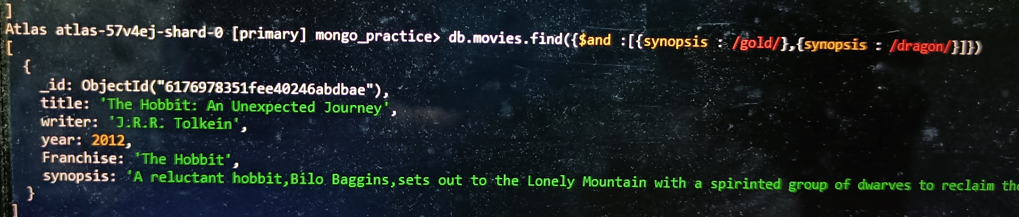 ]
Atlas atlas-57v4ej-shard-0 [primary] mongo_practice> db.movies.find({$and :[{synopsis : /gold/},{synopsis : /dragon/}]})
[
  {
    _id: ObjectId("6176978351fee40246abdbae"),
    title: 'The Hobbit: An Unexpected Journey',
    writer: 'J.R.R. Tolkein',
    year: 2012,
    Franchise: 'The Hobbit',
    synopsis: 'A reluctant hobbit,Bilo Baggins,sets out to the Lonely Mountain with a spirinted group of dwarves to reclaim
  }
]